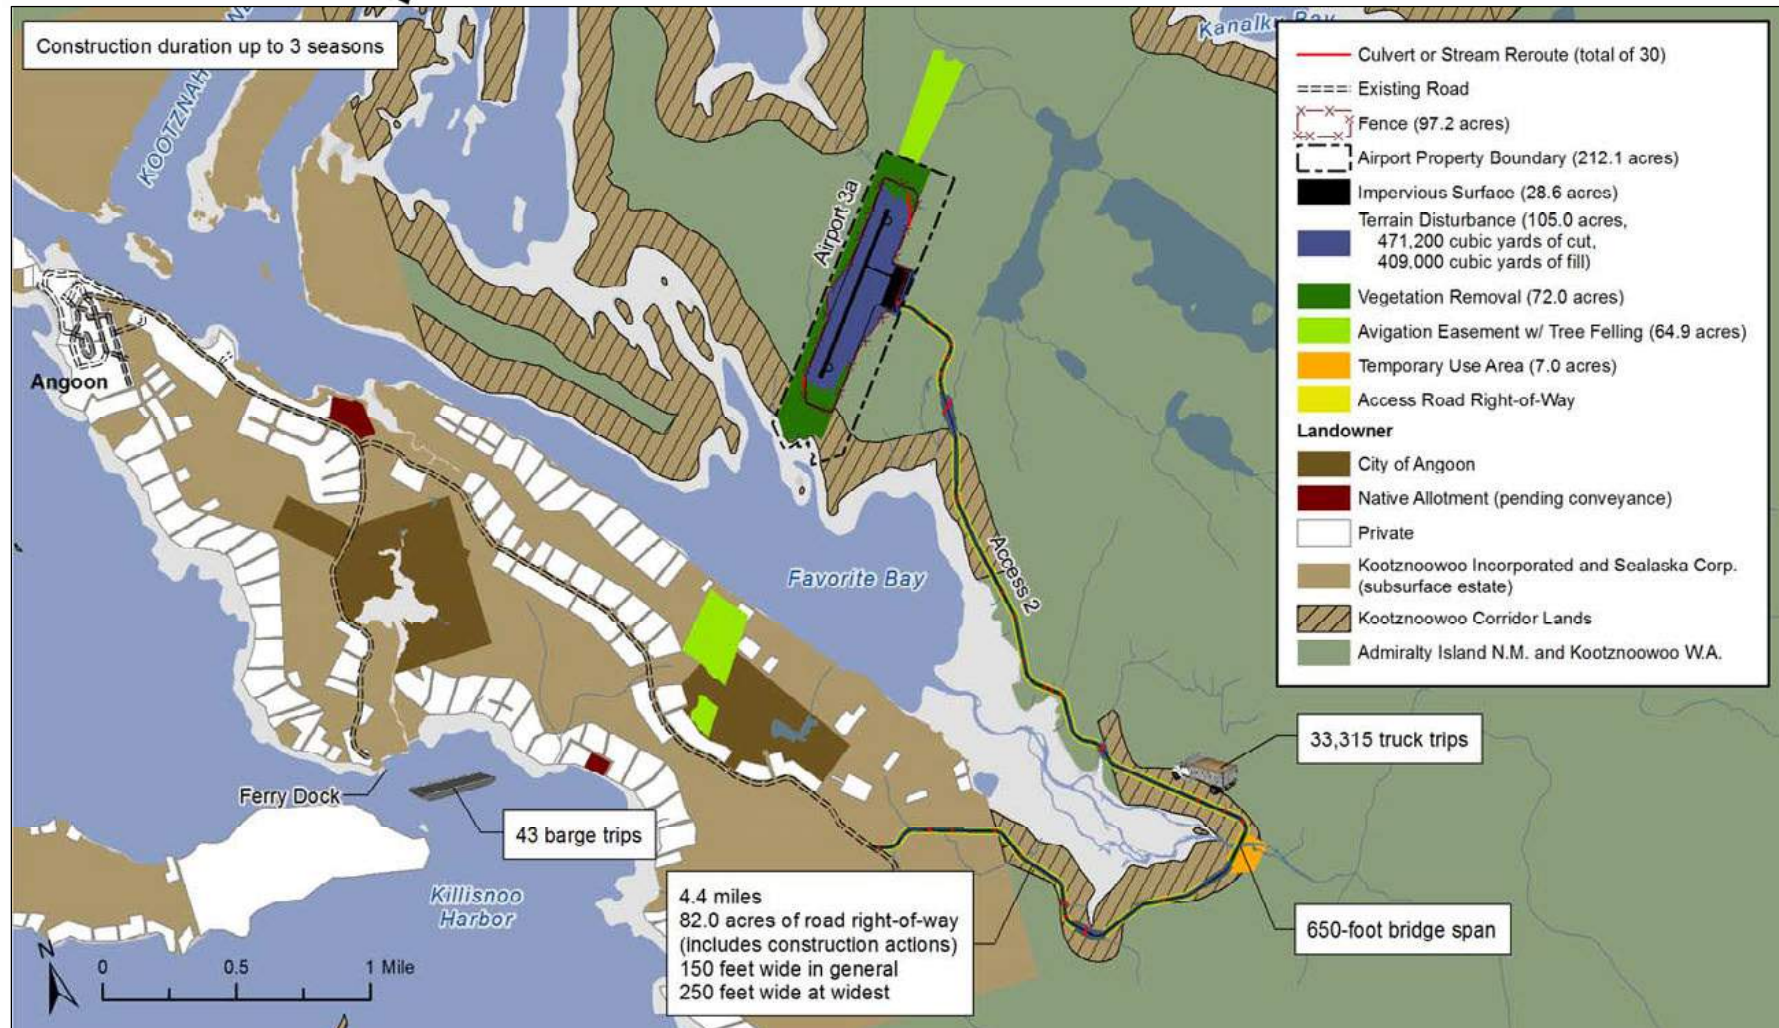 Construction duration up to 3 seasons
KOOTZNAH
Kanalku Bay
Culvert or Stream Reroute (total of 30)
Existing Road
Fence (97.2 acres)
Airport Property Boundary (212.1 acres)
Impervious Surface (28.6 acres)
Terrain Disturbance (105.0 acres,
471,200 cubic yards of cut,
409,000 cubic yards of fill)
Vegetation Removal (72.0 acres)
Avigation Easement w/ Tree Felling (64.9 acres)
Temporary Use Area (7.0 acres)
Access Road Right-of-Way
Landowner
City of Angoon
Native Allotment (pending conveyance)
Private
Kootznoowoo Incorporated and Sealaska Corp.
(subsurface estate)
Kootznoowoo Corridor Lands
Admiralty Island N.M. and Kootznoowoo W.A.
Airport 3a
Angoon
Access 2
Favorite Bay
33,315 truck trips
Ferry Dock
43 barge trips
Killisnoo
Harbor
4.4 miles
82.0 acres of road right-of-way
(includes construction actions)
150 feet wide in general
250 feet wide at widest
650-foot bridge span
N
0 0.5 1 Mile